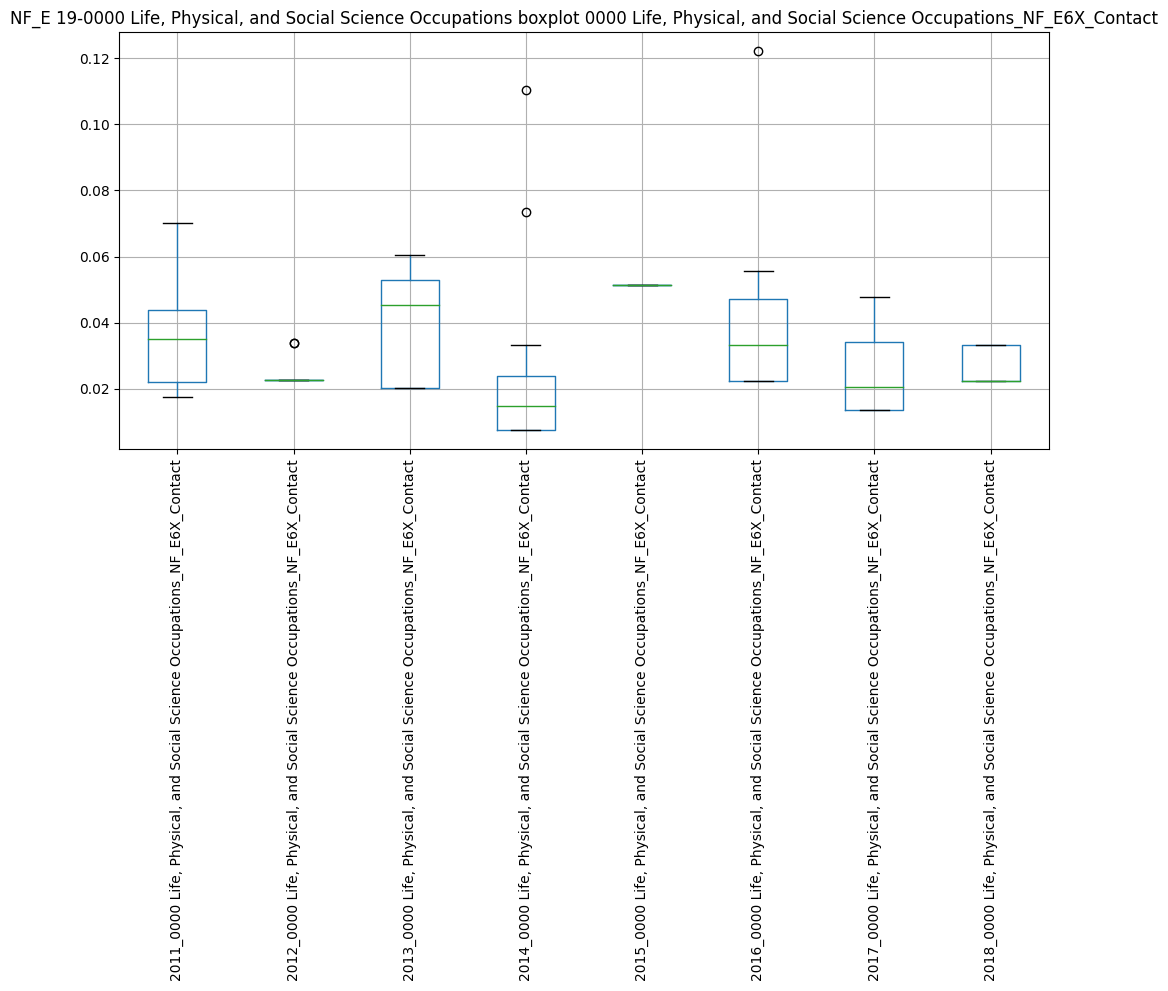 NF_E 19-0000 Life, Physical, and Social Science Occupations boxplot 0000 Life, Physical, and Social Science Occupations_NF_E6X_Contact
0.12
0.10
0.08
0.06
0.04
0.02
2011_0000 Life, Physical, and Social Science Occupations_NF_E6X_Contact
2012_0000 Life, Physical, and Social Science Occupations_NF_E6X_Contact
2013_0000 Life, Physical, and Social Science Occupations_NF_E6X_Contact
2014_0000 Life, Physical, and Social Science Occupations_NF_E6X_Contact
2015_0000 Life, Physical, and Social Science Occupations_NF_E6X_Contact
2016_0000 Life, Physical, and Social Science Occupations_NF_E6X_Contact
2017_0000 Life, Physical, and Social Science Occupations_NF_E6X_Contact
2018_0000 Life, Physical, and Social Science Occupations_NF_E6X_Contact